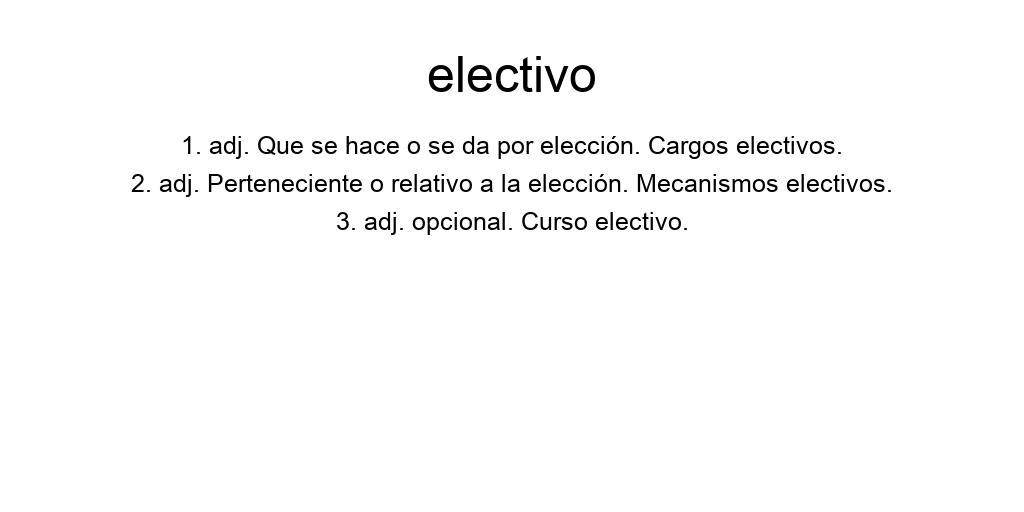 electivo
1. adj. Que se hace o se da por elección. Cargos electivos.
2. adj. Perteneciente o relativo a la elección. Mecanismos electivos.
3. adj. opcional. Curso electivo.